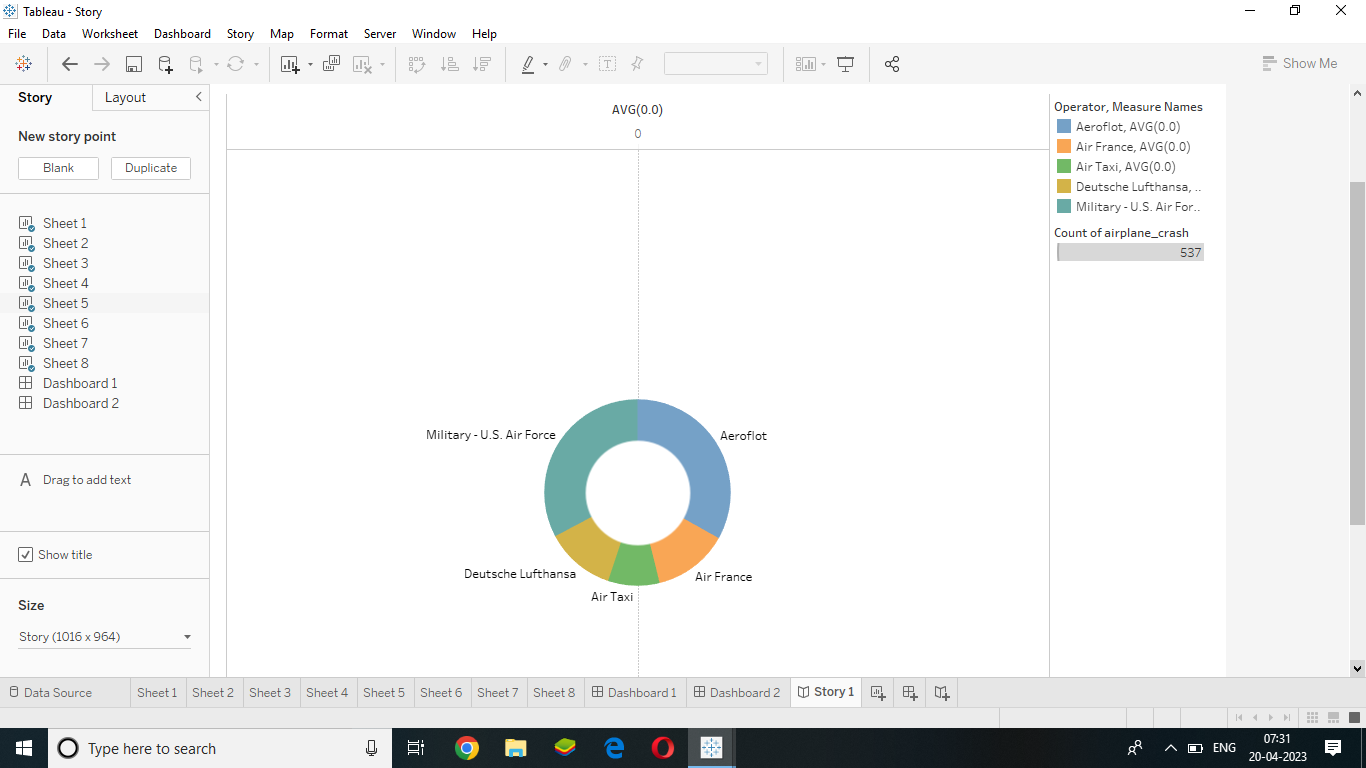 Tableau - Story
File Data Worksheet Dashboard Story Map Format Server Window Help
Show Me
Story Layout
New story point
Blank Duplicate
Sheet 1
Sheet 2
Sheet 3
Sheet 4
Sheet 5
Sheet 6
Sheet 7
Sheet 8
Dashboard 1
Dashboard 2
A Drag to add text
Show title
Size
Story (1016 x 964)
AVG(0.0)
0
Military - U.S. Air Force
Aeroflot
Deutsche Lufthansa
Air France
Air Taxi
Operator, Measure Names
Aeroflot, AVG(0.0)
Air France, AVG(0.0)
Air Taxi, AVG(0.0)
Deutsche Lufthansa, ..
Military - U.S. Air For..
Count of airplane_crash
537
Data Source Sheet 1 Sheet 2 Sheet 3 Sheet 4 Sheet 5 Sheet 6 Sheet 7 Sheet 8 Dashboard 1 Dashboard 2 Story 1
Type here to search
ENG
07:31
20-04-2023